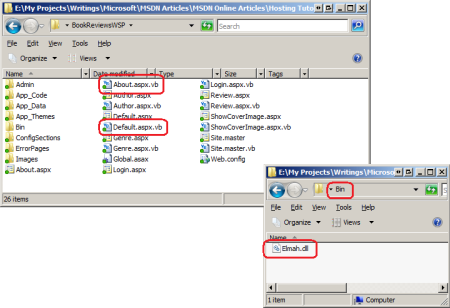 E:\My Projects\Writings\Microsoft\MSDN Articles\MSDN Online Articles\Hosting Tuto
BookReviewsWSP
Search
File Edit View Tools Help
Organize Views
Name Date modified Type Size Tags
Admin About.aspx.vb Login.aspx.vb
App_Code Author.aspx Review.aspx
App_Data Author.aspx.vb Review.aspx.vb
App_Themes Default.aspx ShowCoverImage.aspx
Bin Default.aspx.vb ShowCoverImage.aspx.vb
ConfigSections Genre.aspx Site.master
ErrorPages Genre.aspx.vb Site.master.vb
Images Global.asax Web.config
About.aspx Login.aspx
26 items
E:\My Projects\Writings\Microso
Bin
File Edit View Tools Help
Organize Views
Name
Elmah.dll
1 item Computer